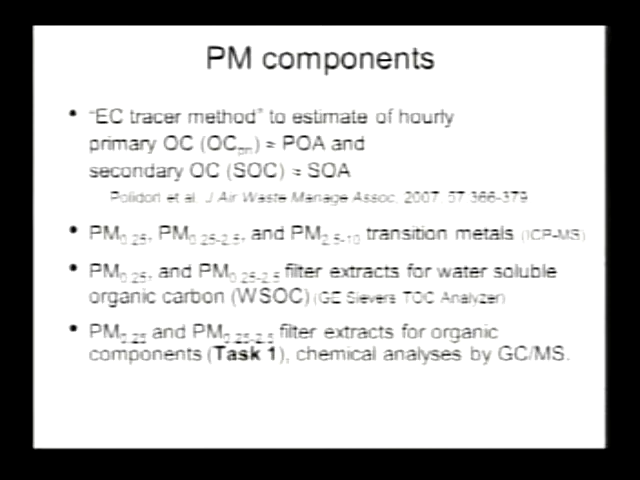 PM components
• "EC tracer method" to estimate of hourly
primary OC (OCpri) ≈ POA and
secondary OC (SOC) ≈ SOA
Polidori et al. J Air Waste Manage Assoc. 2007, 57 366-379
• PM0.25, PM0.25-2.5, and PM2.5-10 transition metals (ICP-MS)
• PM0.25, and PM0.25-2.5 filter extracts for water soluble
organic carbon (WSOC) (GE Sievers TOC Analyzer)
• PM0.25 and PM0.25-2.5 filter extracts for organic
components (Task 1), chemical analyses by GC/MS.